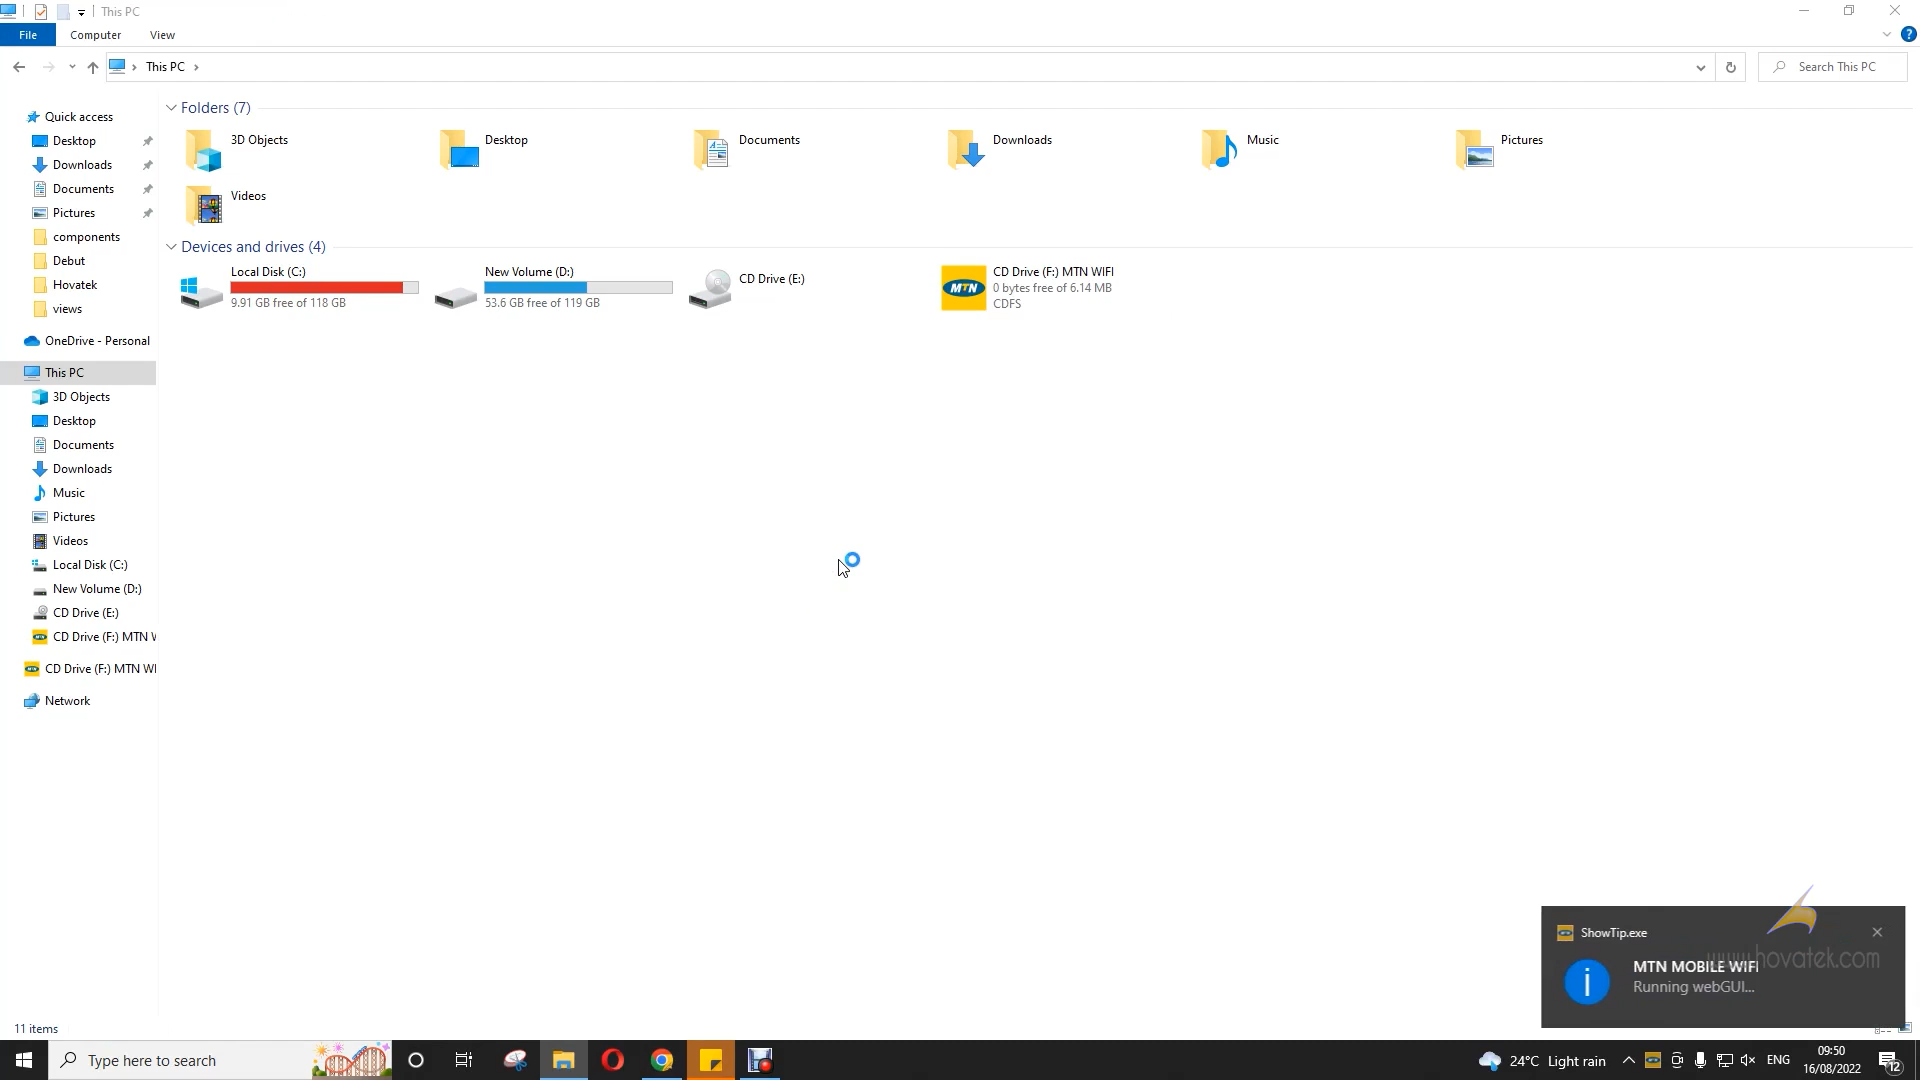 This PC
File
Computer
View
This PC
Search This PC
Quick access
Desktop
Downloads
Documents
Pictures
components
Debut
Hovatek
views
OneDrive - Personal
This PC
3D Objects
Desktop
Documents
Downloads
Music
Pictures
Videos
Local Disk (C:)
New Volume (D:)
CD Drive (E:)
CD Drive (F:) MTN W
CD Drive (F:) MTN WI
Network
Folders (7)
3D Objects
Desktop
Documents
Downloads
Music
Pictures
Videos
Devices and drives (4)
Local Disk (C:)
9.91 GB free of 118 GB
New Volume (D:)
53.6 GB free of 119 GB
CD Drive (E:)
MTN
CD Drive (F:) MTN WIFI
0 bytes free of 6.14 MB
CDFS
ShowTip.exe
MTN MOBILE WIFI
Running webGUI...
www.hovatek.com
11 items
Type here to search
24°C Light rain
ENG
09:50
16/08/2022
12